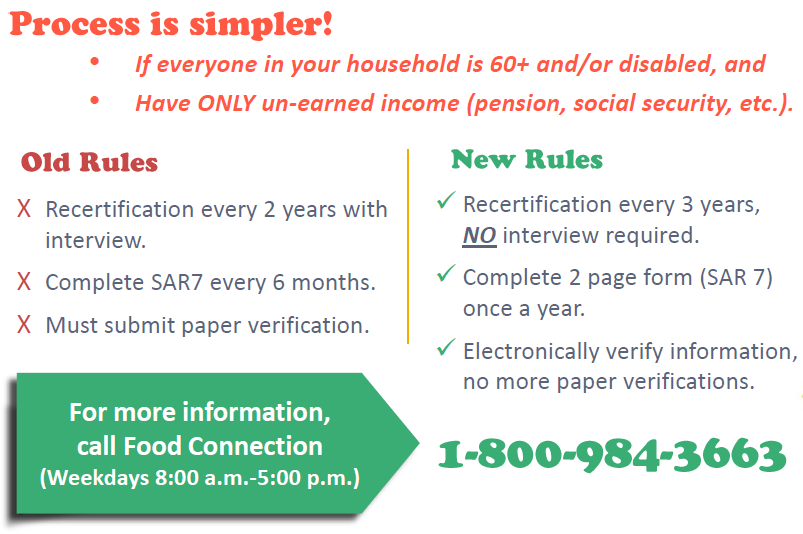 Process is simpler!
• If everyone in your household is 60+ and/or disabled, and
• Have ONLY un-earned income (pension, social security, etc.).
Old Rules
X Recertification every 2 years with
interview.
X Complete SAR7 every 6 months.
X Must submit paper verification.
New Rules
✓ Recertification every 3 years,
NO interview required.
✓ Complete 2 page form (SAR 7)
once a year.
✓ Electronically verify information,
no more paper verifications.
For more information,
call Food Connection
(Weekdays 8:00 a.m.-5:00 p.m.)
1-800-984-3663